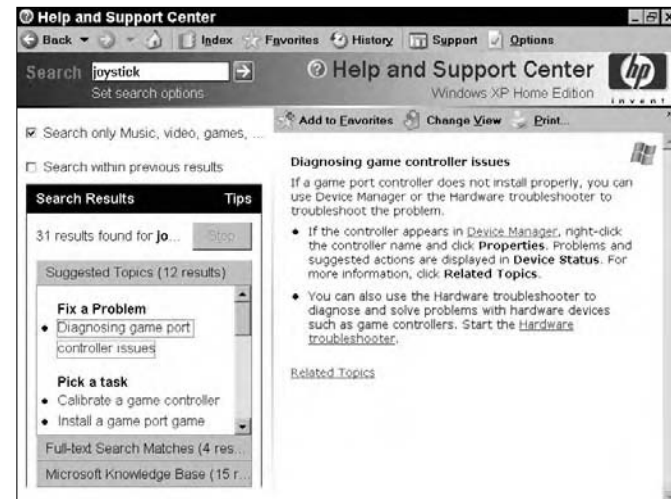 Help and Support Center
Back
Index Favorites History Support Options
Search joystick
Set search options
Help and Support Center
Windows XP Home Edition
hp
invent
Search only Music, video, games, ...
Search within previous results
Search Results Tips
31 results found for jo... Stop
Suggested Topics (12 results)
Fix a Problem
Diagnosing game port
controller issues
Pick a task
Calibrate a game controller
Install a game port game
Full-text Search Matches (4 res...
Microsoft Knowledge Base (15 r...
Add to Favorites Change View Print...
Diagnosing game controller issues
If a game port controller does not install properly, you can
use Device Manager or the Hardware troubleshooter to
troubleshoot the problem.
• If the controller appears in Device Manager, right-click
the controller name and click Properties. Problems and
suggested actions are displayed in Device Status. For
more information, click Related Topics.
• You can also use the Hardware troubleshooter to
diagnose and solve problems with hardware devices
such as game controllers. Start the Hardware
troubleshooter.
Related Topics